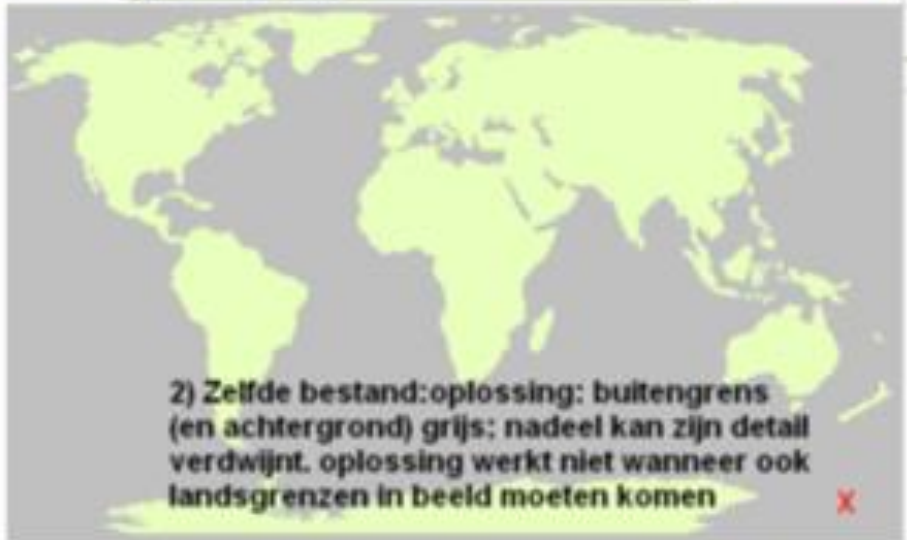 2) Zelfde bestand:oplossing: buitengrens
(en achtergrond) grijs; nadeel kan zijn detail
verdwijnt. oplossing werkt niet wanneer ook
landsgrenzen in beeld moeten komen
X